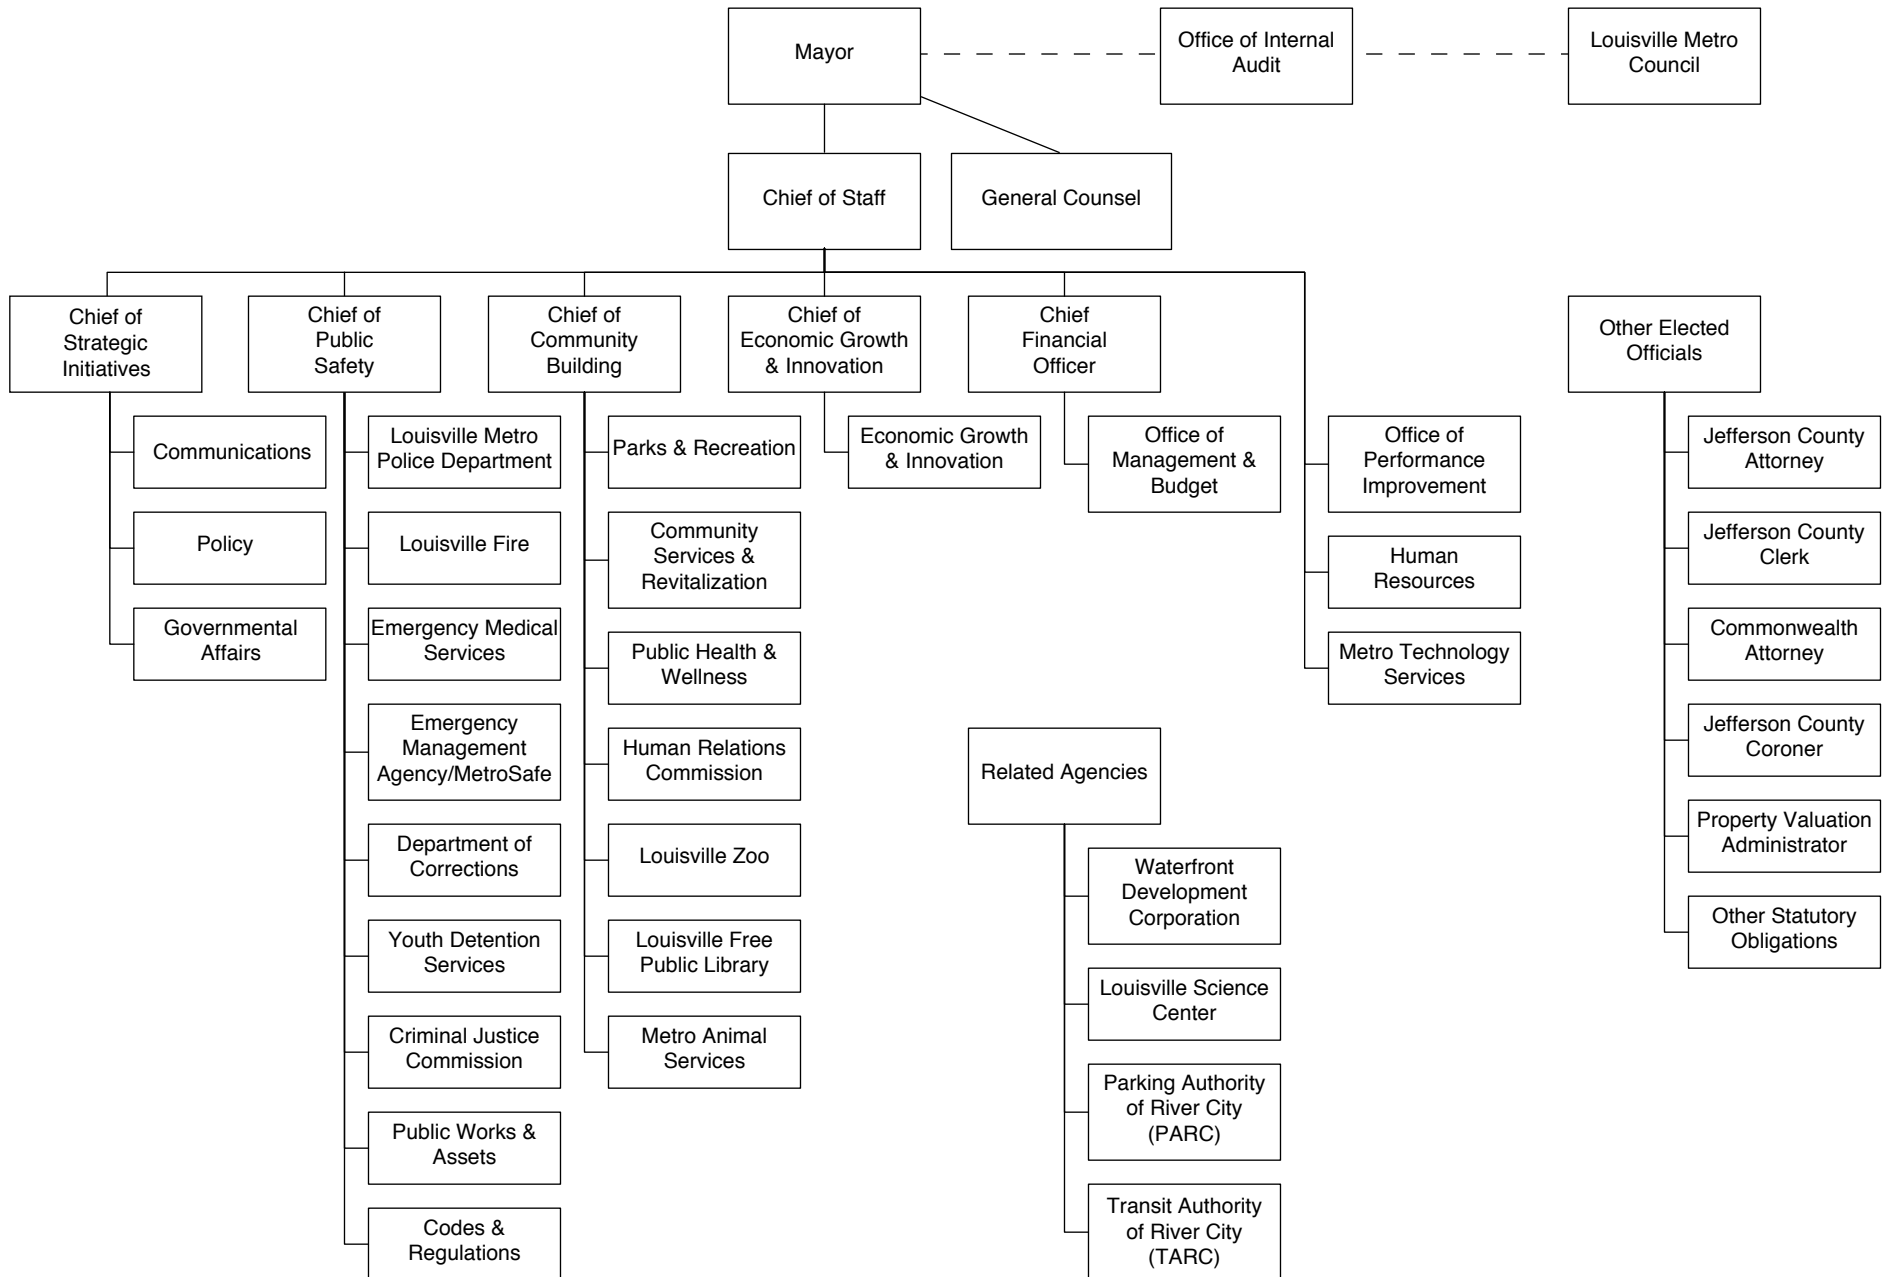 Mayor
Office of Internal
Audit
Louisville Metro
Council
Chief of Staff
General Counsel
Chief of
Strategic
Initiatives
Communications
Policy
Governmental
Affairs
Chief of
Public
Safety
Louisville Metro
Police Department
Louisville Fire
Emergency Medical
Services
Emergency
Management
Agency/MetroSafe
Department of
Corrections
Youth Detention
Services
Criminal Justice
Commission
Public Works &
Assets
Codes &
Regulations
Chief of
Community
Building
Parks & Recreation
Community
Services &
Revitalization
Public Health &
Wellness
Human Relations
Commission
Louisville Zoo
Louisville Free
Public Library
Metro Animal
Services
Chief of
Economic Growth
& Innovation
Economic Growth
& Innovation
Chief
Financial
Officer
Office of
Management &
Budget
Office of
Performance
Improvement
Human
Resources
Metro Technology
Services
Related Agencies
Waterfront
Development
Corporation
Louisville Science
Center
Parking Authority
of River City
(PARC)
Transit Authority
of River City
(TARC)
Other Elected
Officials
Jefferson County
Attorney
Jefferson County
Clerk
Commonwealth
Attorney
Jefferson County
Coroner
Property Valuation
Administrator
Other Statutory
Obligations